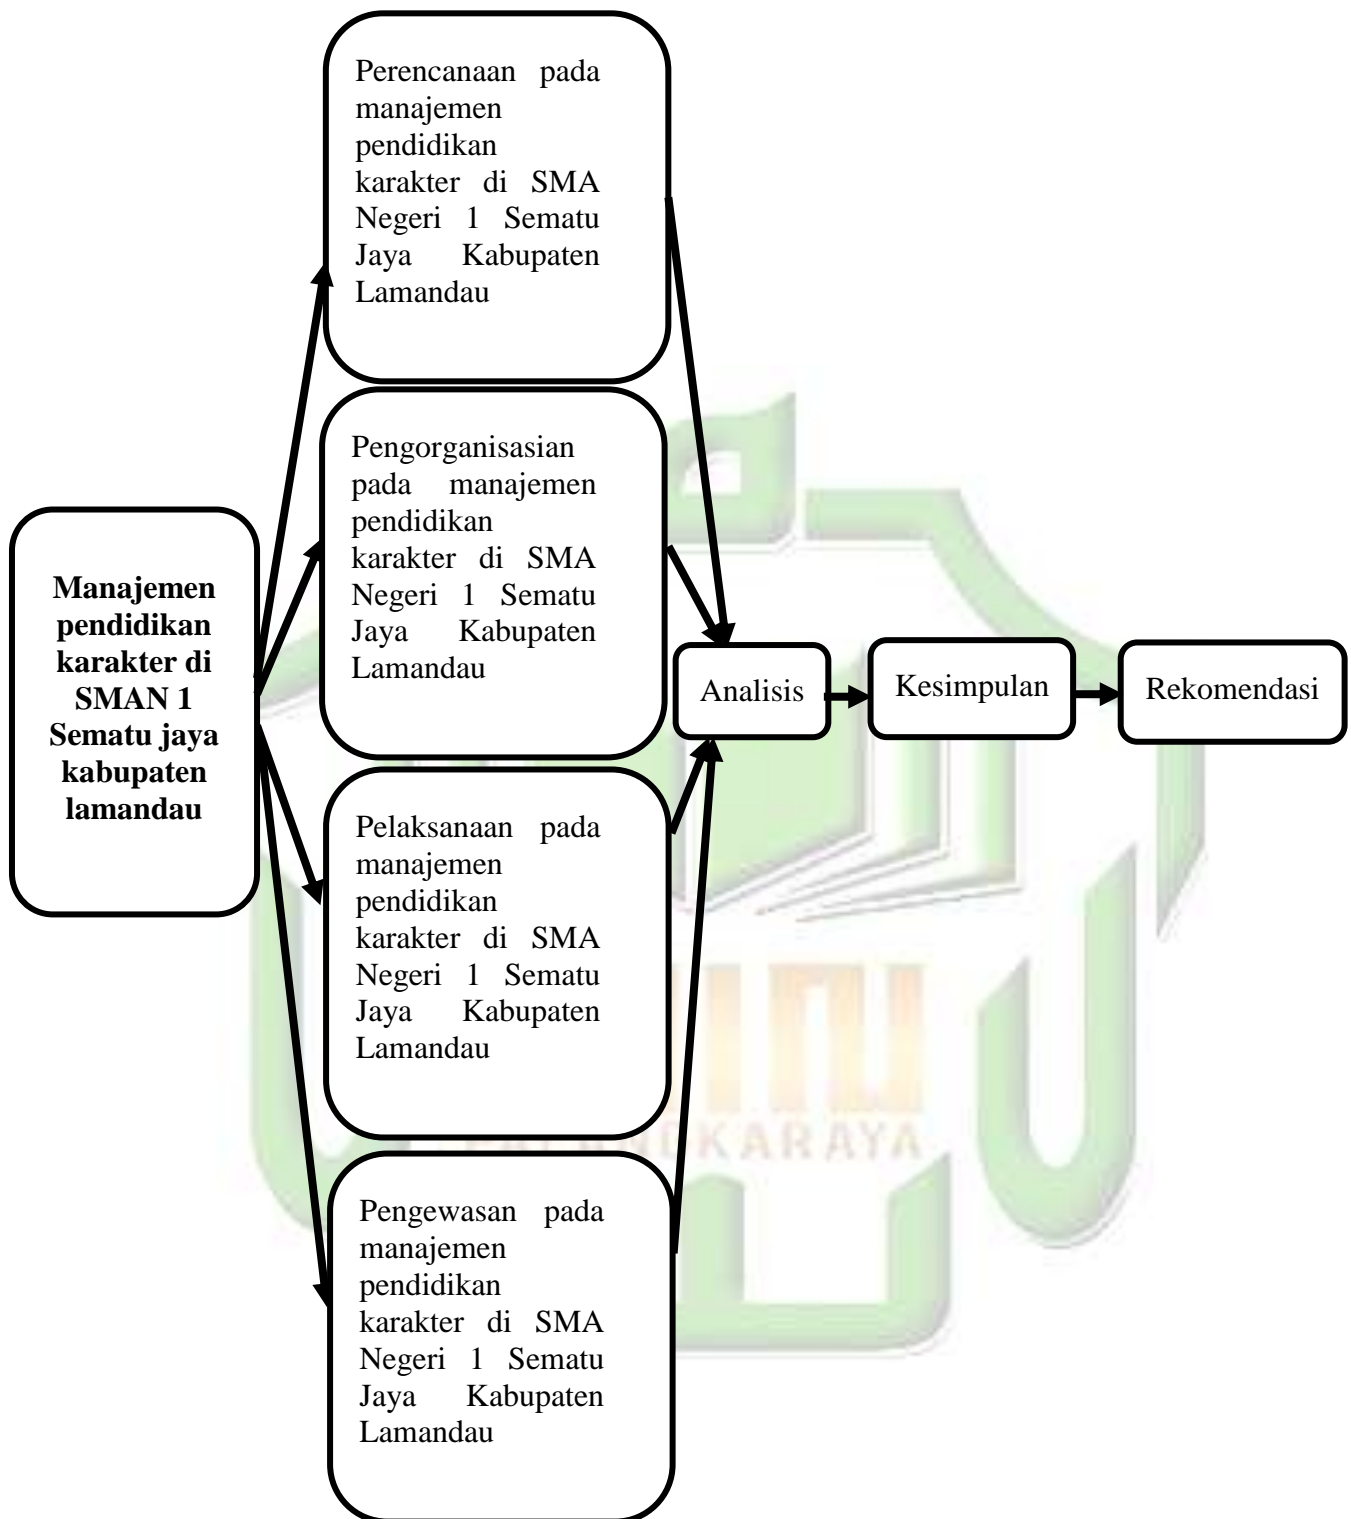 Perencanaan pada
manajemen
pendidikan
karakter di SMA
Negeri 1 Sematu
Jaya Kabupaten
Lamandau
Pengorganisasian
pada manajemen
pendidikan
karakter di SMA
Negeri 1 Sematu
Jaya Kabupaten
Lamandau
Manajemen
pendidikan
karakter di
SMAN 1
Sematu jaya
kabupaten
lamandau
Analisis
Kesimpulan
Rekomendasi
Pelaksanaan pada
manajemen
pendidikan
karakter di SMA
Negeri 1 Sematu
Jaya Kabupaten
Lamandau
Pengewasan pada
manajemen
pendidikan
karakter di SMA
Negeri 1 Sematu
Jaya Kabupaten
Lamandau